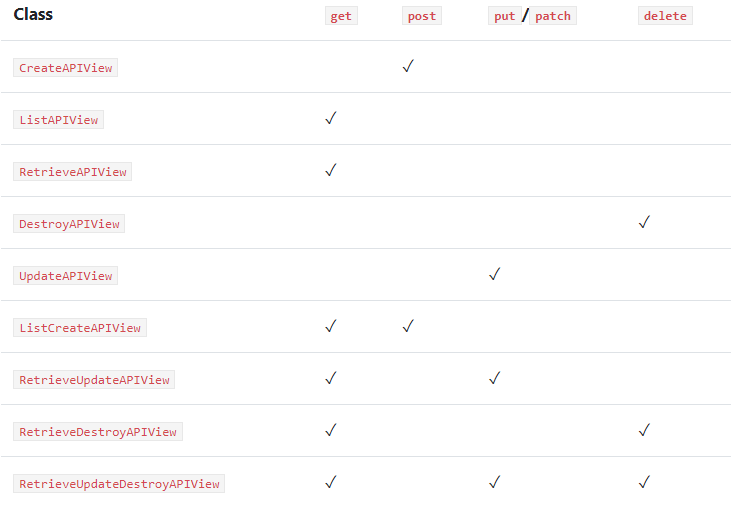 Class get post put / patch delete
CreateAPIView ✓
ListAPIView ✓
RetrieveAPIView ✓
DestroyAPIView ✓
UpdateAPIView ✓
ListCreateAPIView ✓ ✓
RetrieveUpdateAPIView ✓ ✓
RetrieveDestroyAPIView ✓ ✓
RetrieveUpdateDestroyAPIView ✓ ✓ ✓